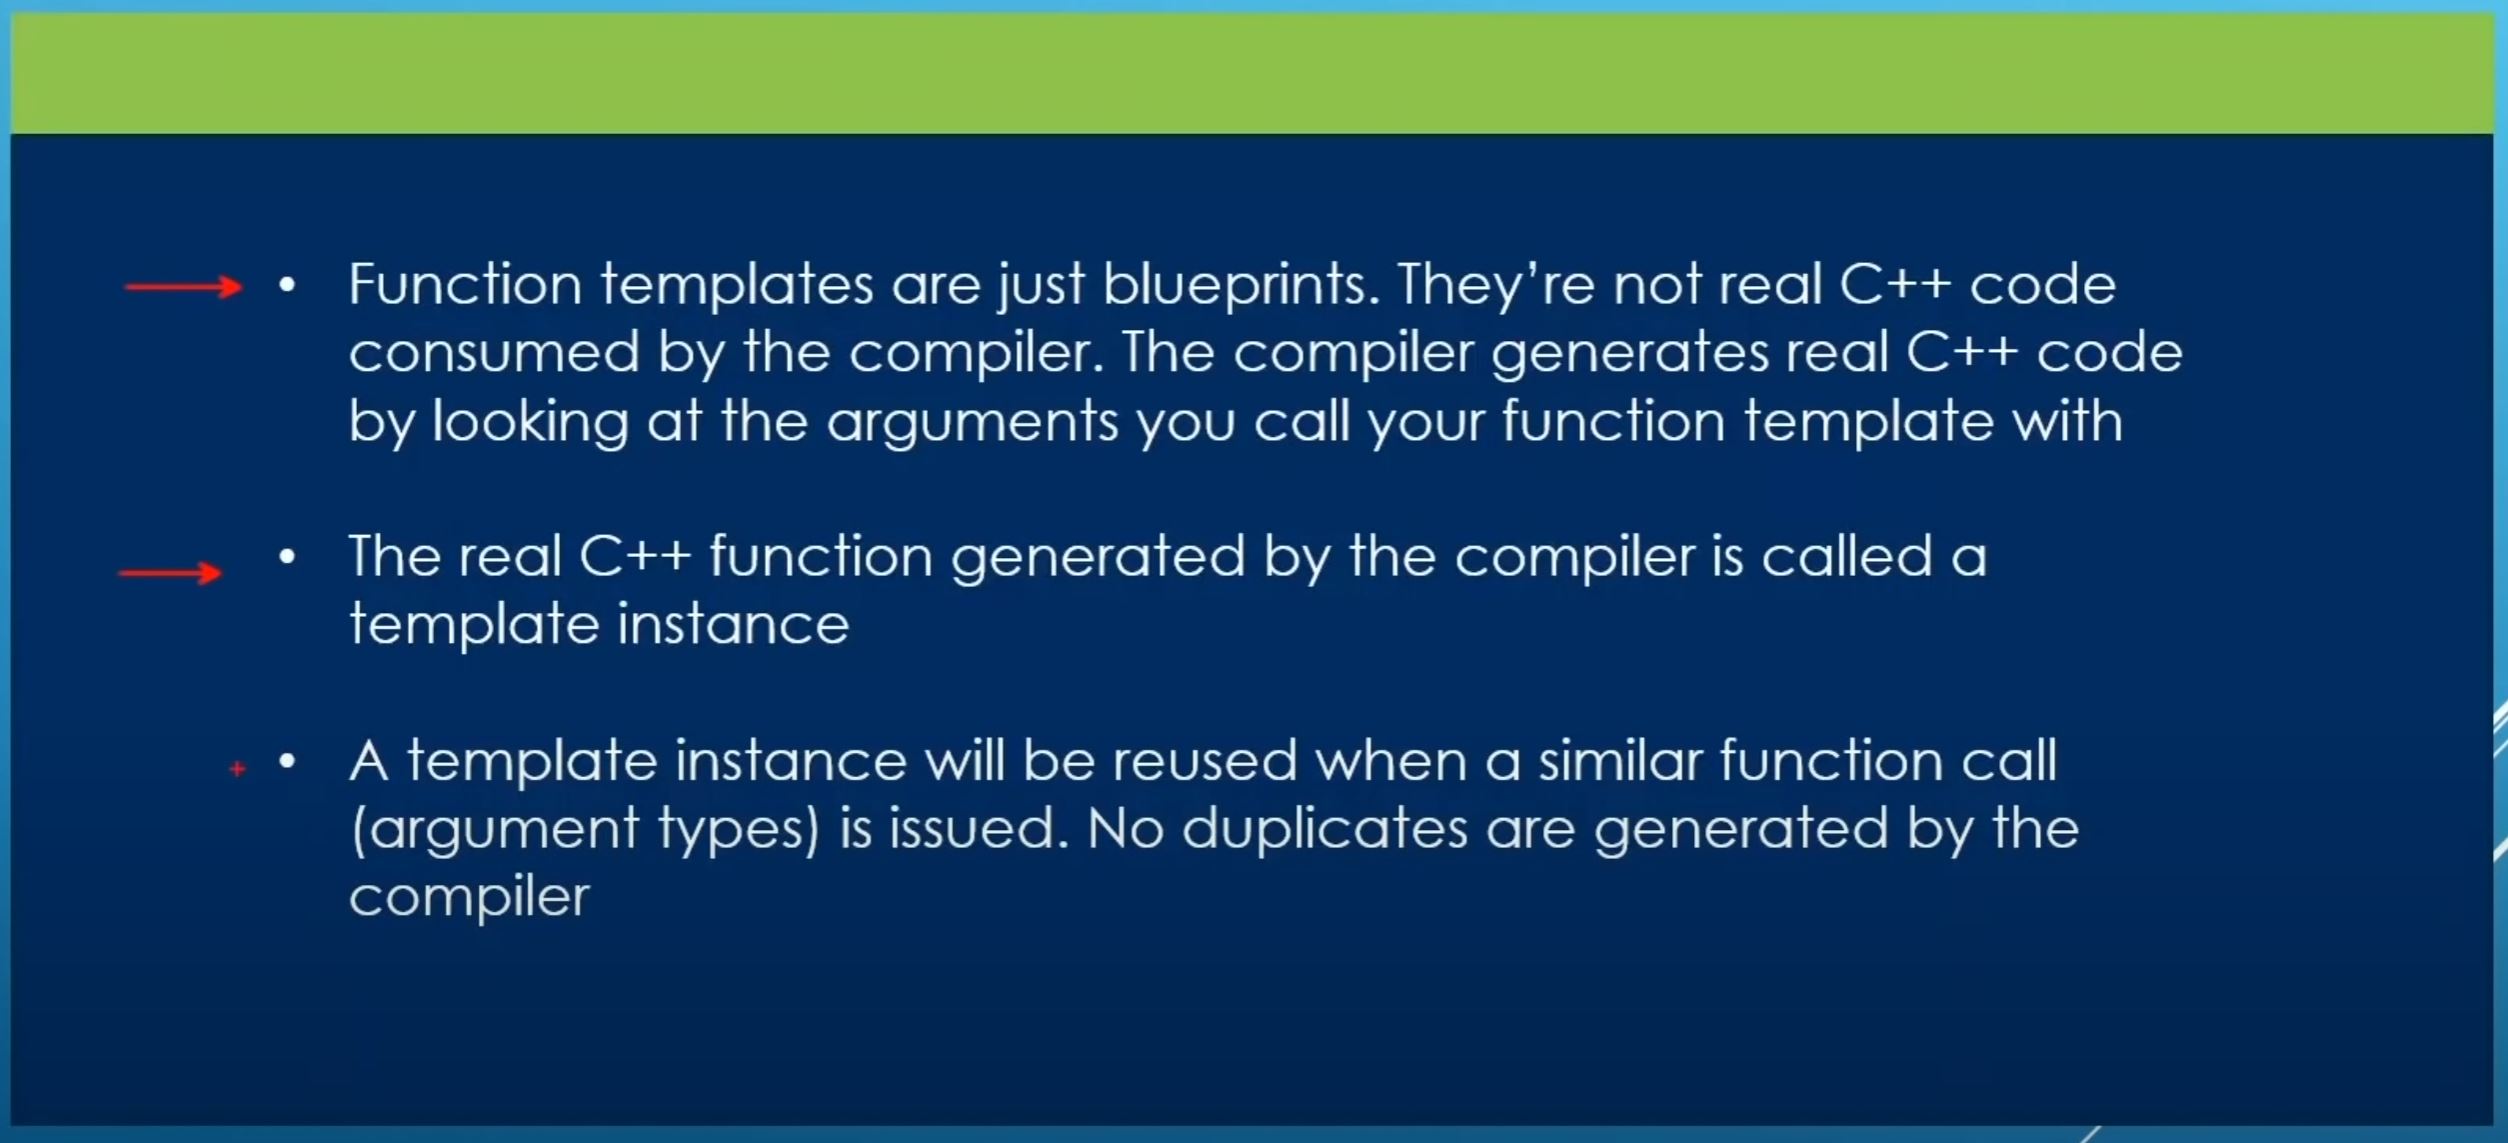 • Function templates are just blueprints. They’re not real C++ code
consumed by the compiler. The compiler generates real C++ code
by looking at the arguments you call your function template with
• The real C++ function generated by the compiler is called a
template instance
• A template instance will be reused when a similar function call
(argument types) is issued. No duplicates are generated by the
compiler